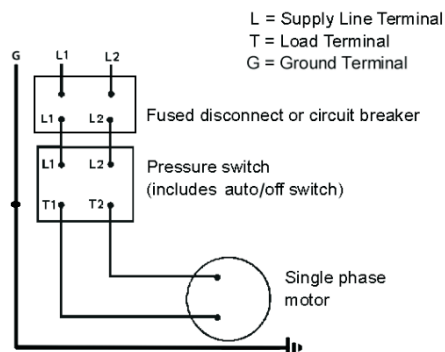 L = Supply Line Terminal
T = Load Terminal
G = Ground Terminal
G L1 L2
L1 L2
Fused disconnect or circuit breaker
L1 L2
Pressure switch
(includes auto/off switch)
T1 T2
Single phase
motor